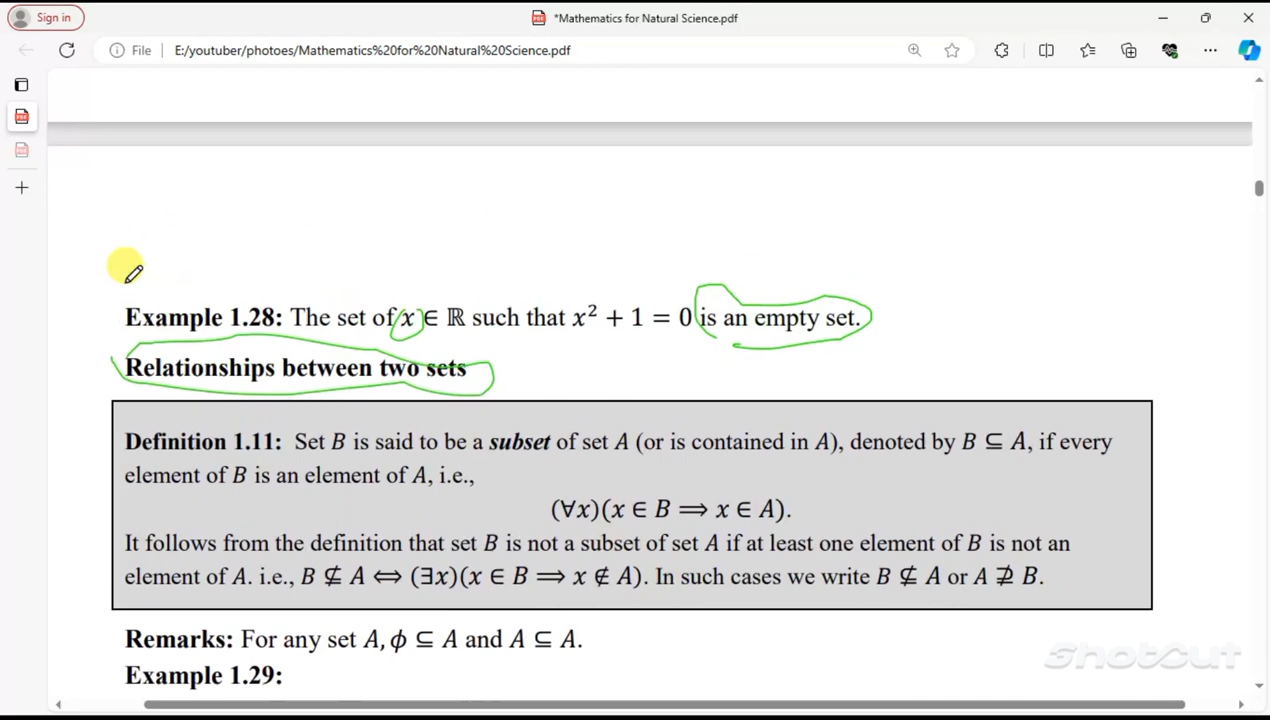 Sign in
*Mathematics for Natural Science.pdf
File
E:/youtuber/photoes/Mathematics%20for%20Natural%20Science.pdf
Example 1.28: The set of x ∈ ℝ such that x² + 1 = 0 is an empty set.
Relationships between two sets
Definition 1.11: Set B is said to be a subset of set A (or is contained in A), denoted by B ⊆ A, if every
element of B is an element of A, i.e.,
(∀x)(x ∈ B ⟹ x ∈ A).
It follows from the definition that set B is not a subset of set A if at least one element of B is not an
element of A. i.e., B ⊈ A ⟺ (∃x)(x ∈ B ⟹ x ∉ A). In such cases we write B ⊈ A or A ⊉ B.
Remarks: For any set A, ϕ ⊆ A and A ⊆ A.
Example 1.29:
Shotcut